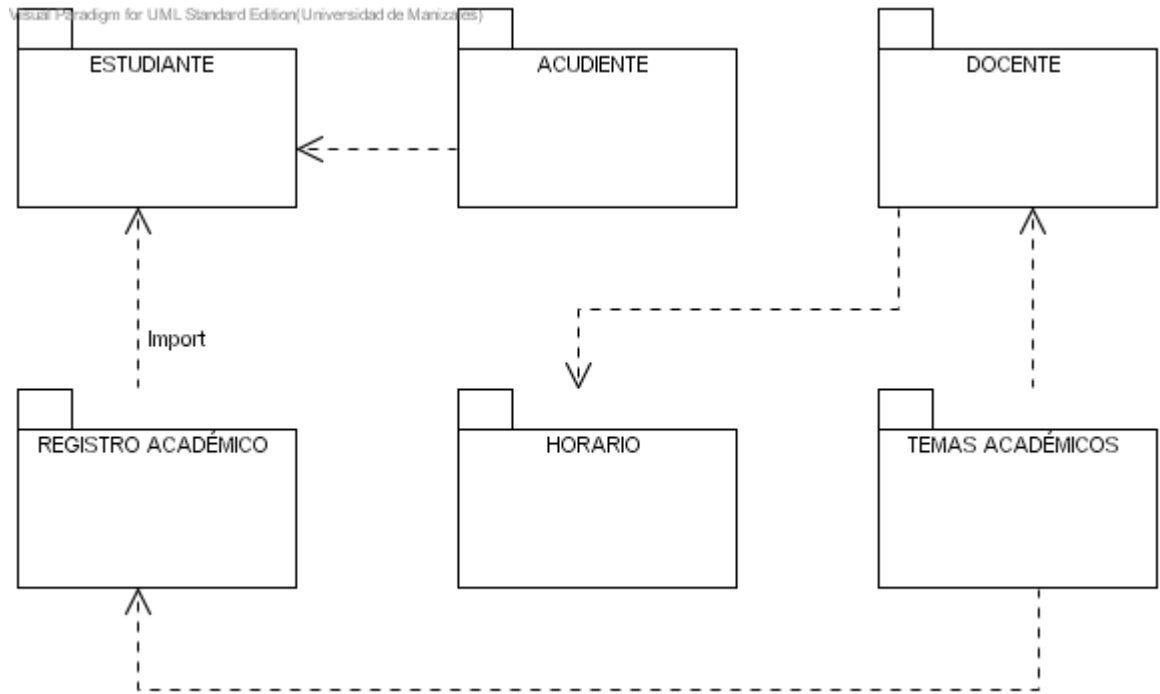 Visual Paradigm for UML Standard Edition(Universidad de Manizales)
ESTUDIANTE
ACUDIENTE
DOCENTE
Import
REGISTRO ACADÉMICO
HORARIO
TEMAS ACADÉMICOS